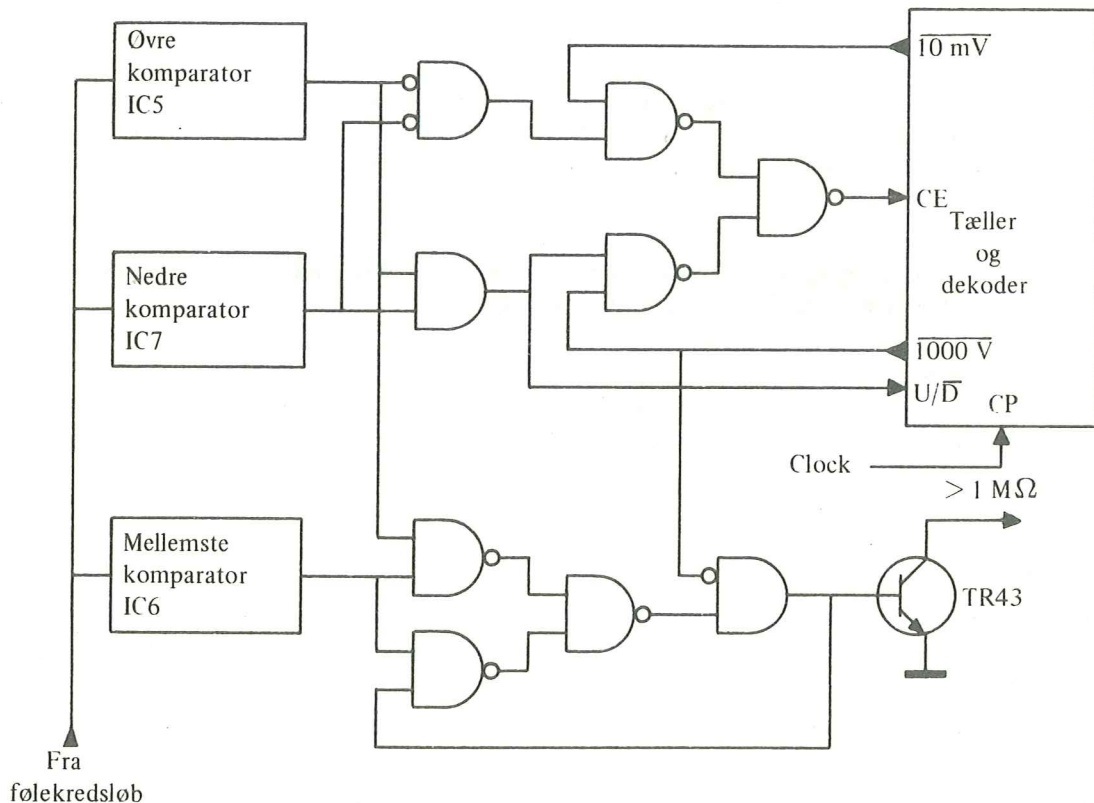 Øvre
komparator
IC5
Nedre
komparator
IC7
Mellemste
komparator
IC6
Fra
følekredsløb
10 mV
CE
Tæller
og
dekoder
1000 V
U/D̅
CP
Clock
> 1 MΩ
TR43